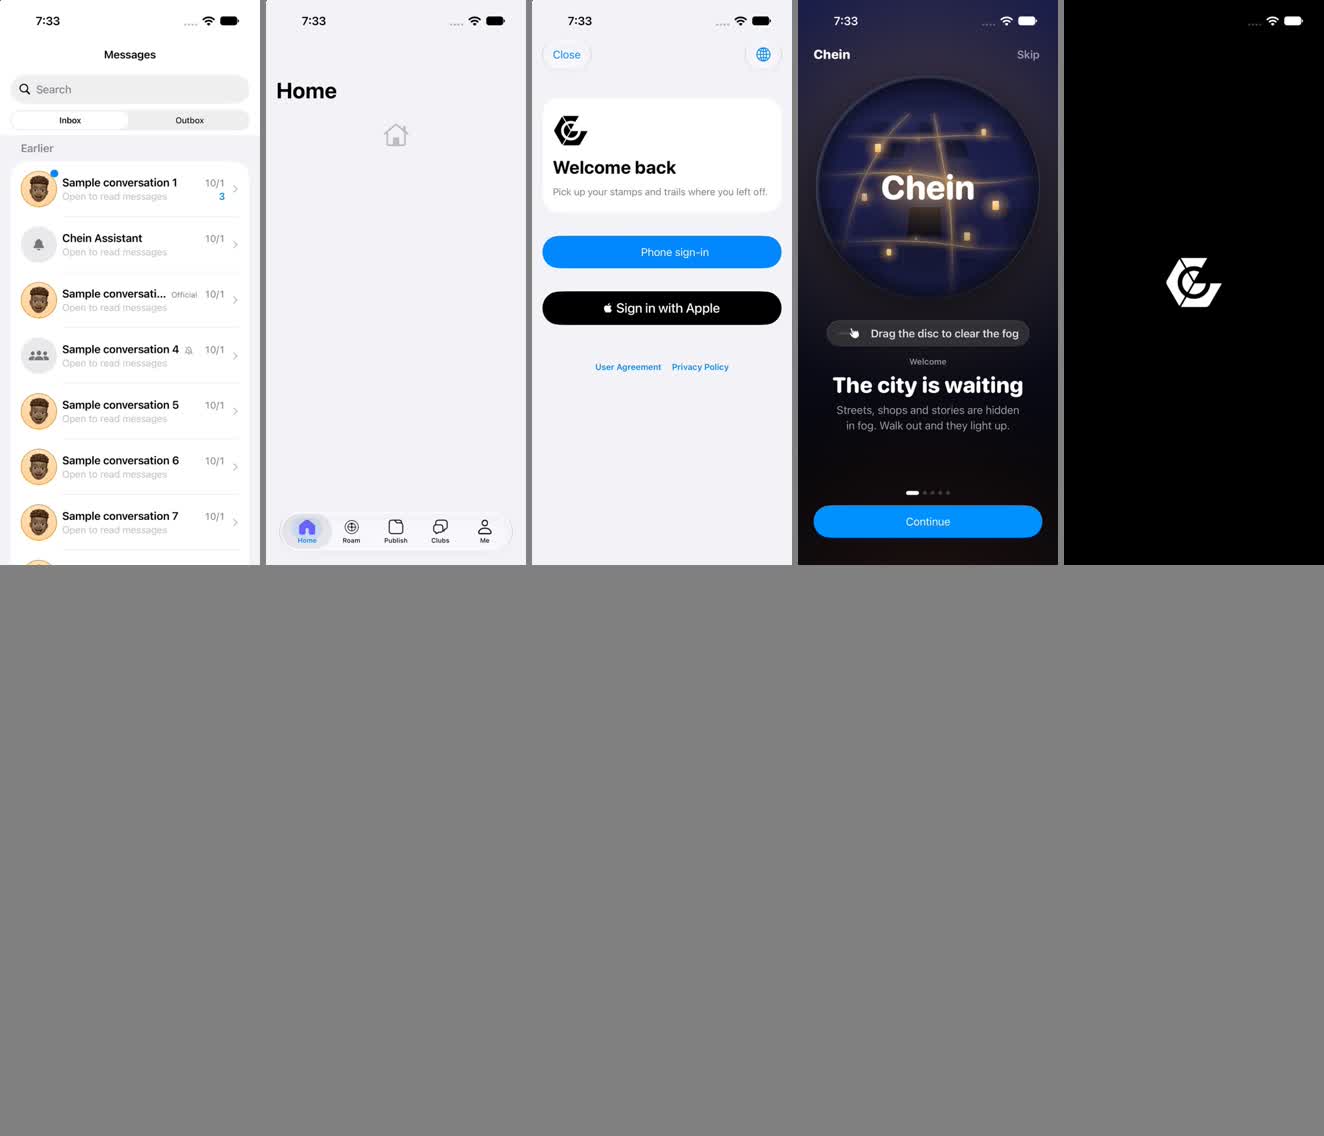 7:33
Messages
Search
Inbox
Outbox
Earlier
Sample conversation 1
10/1
Open to read messages
3
Chein Assistant
10/1
Open to read messages
Sample conversati...
Official
10/1
Open to read messages
Sample conversation 4
10/1
Open to read messages
Sample conversation 5
10/1
Open to read messages
Sample conversation 6
10/1
Open to read messages
Sample conversation 7
10/1
Open to read messages
7:33
Home
Home
Roam
Publish
Clubs
Me
7:33
Close
Welcome back
Pick up your stamps and trails where you left off.
Phone sign-in
Sign in with Apple
User Agreement
Privacy Policy
7:33
Chein
Skip
Chein
Drag the disc to clear the fog
Welcome
The city is waiting
Streets, shops and stories are hidden
in fog. Walk out and they light up.
Continue